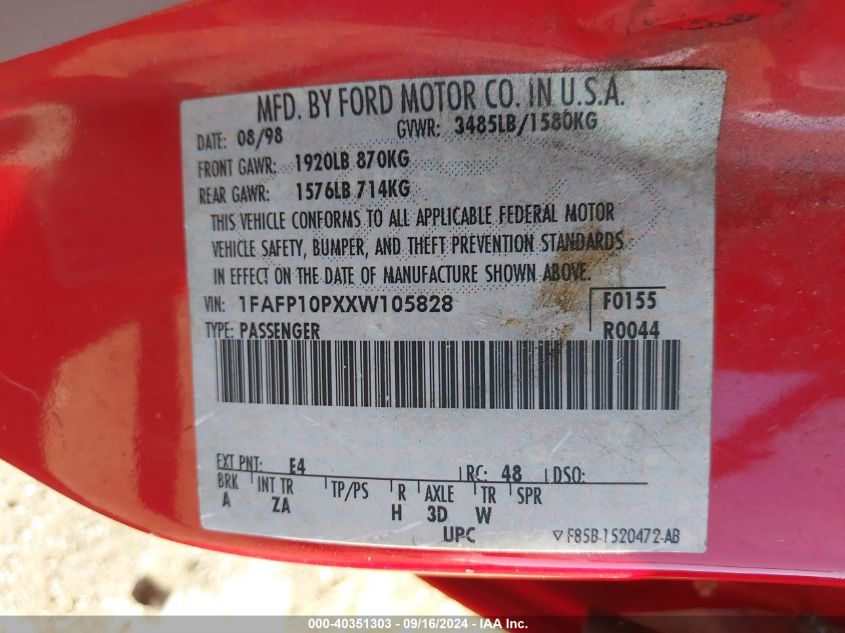 MFD. BY FORD MOTOR CO. IN U.S.A.
DATE: 08/98 GVWR: 3485LB/1580KG
FRONT GAWR: 1920LB 870KG
REAR GAWR: 1576LB 714KG
THIS VEHICLE CONFORMS TO ALL APPLICABLE FEDERAL MOTOR
VEHICLE SAFETY, BUMPER, AND THEFT PREVENTION STANDARDS
IN EFFECT ON THE DATE OF MANUFACTURE SHOWN ABOVE.
VIN: 1FAFP10PXXW105828 F0155
TYPE: PASSENGER R0044
EXT PNT: E4 RC: 48 DSO:
BRK INT TR TP/PS R AXLE TR SPR
A ZA H 3D W
UPC ▽ F85B-1520472-AB
000-40351303 - 09/16/2024 - IAA Inc.